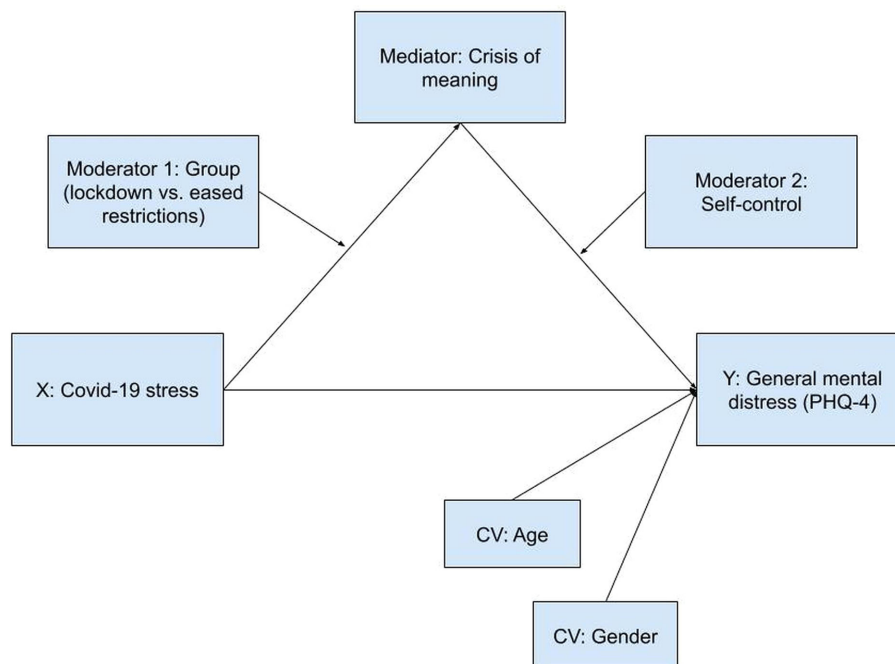 Mediator: Crisis of
meaning
Moderator 1: Group
(lockdown vs. eased
restrictions)
Moderator 2:
Self-control
X: Covid-19 stress
Y: General mental
distress (PHQ-4)
CV: Age
CV: Gender